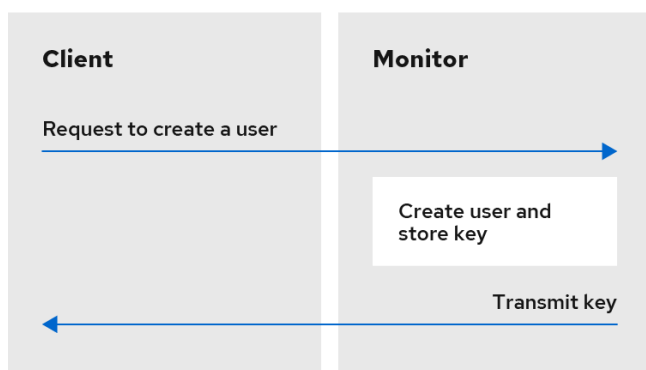 Client
Monitor
Request to create a user
Create user and
store key
Transmit key